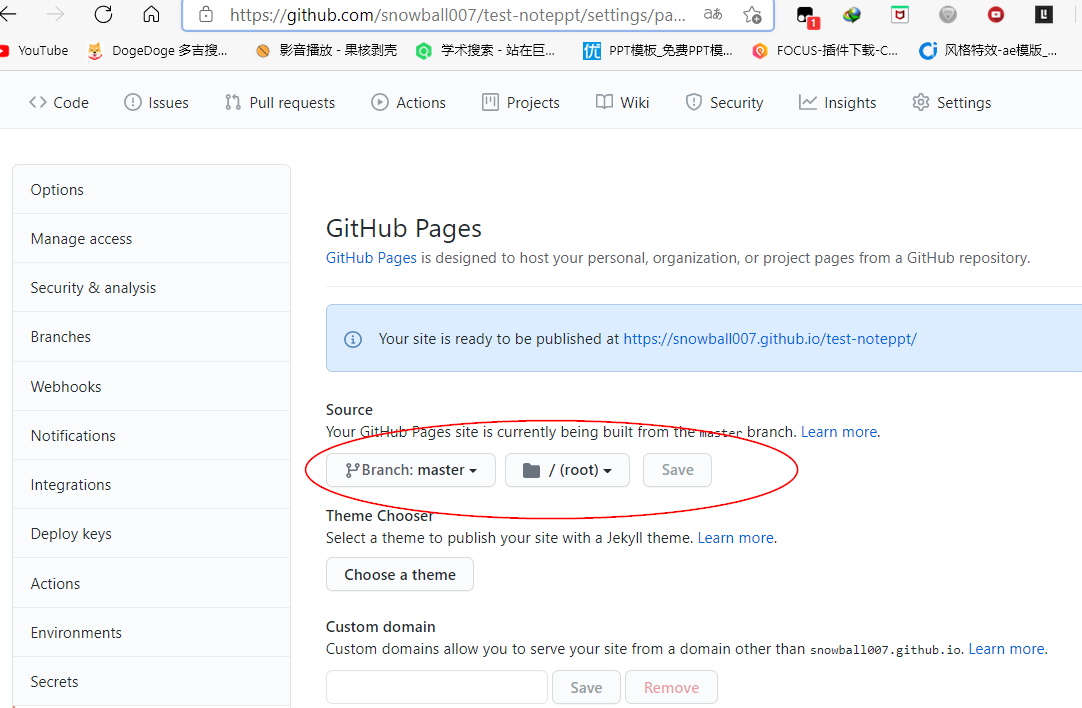 https://github.com/snowball007/test-noteppt/settings/pa... aあ 1
YouTube DogeDoge 多吉搜... 影音播放 - 果核剥壳 学术搜索 - 站在巨... 优 PPT模板_免费PPT模... FOCUS-插件下载-C... 风格特效-ae模版_...
Code Issues Pull requests Actions Projects Wiki Security Insights Settings
Options
Manage access
Security & analysis
Branches
Webhooks
Notifications
Integrations
Deploy keys
Actions
Environments
Secrets
GitHub Pages
GitHub Pages is designed to host your personal, organization, or project pages from a GitHub repository.
Your site is ready to be published at https://snowball007.github.io/test-noteppt/
Source
Your GitHub Pages site is currently being built from the master branch. Learn more.
Branch: master / (root) Save
Theme Chooser
Select a theme to publish your site with a Jekyll theme. Learn more.
Choose a theme
Custom domain
Custom domains allow you to serve your site from a domain other than snowball007.github.io. Learn more.
Save Remove